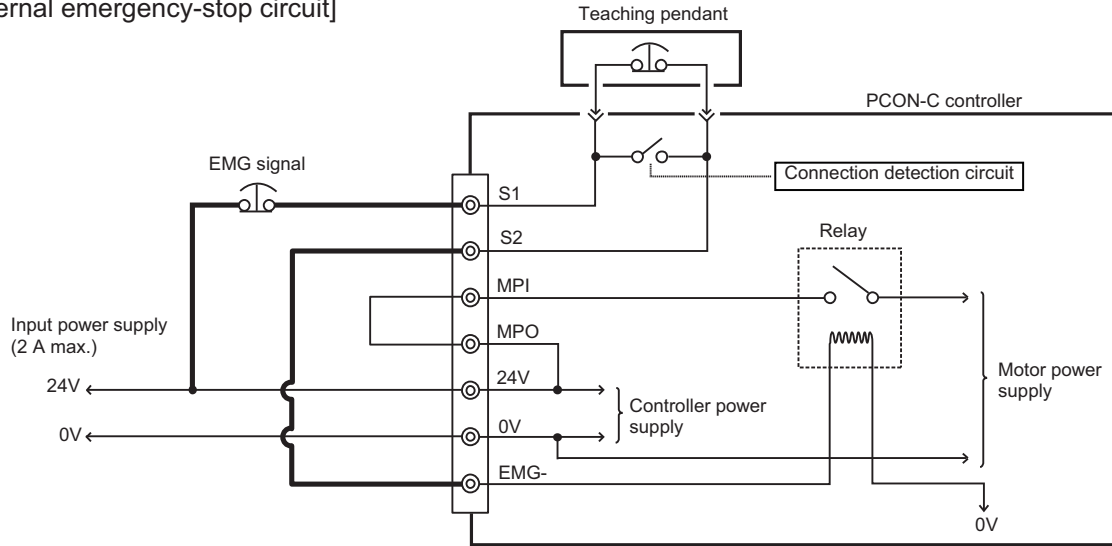 ernal emergency-stop circuit]
Teaching pendant
PCON-C controller
EMG signal
Connection detection circuit
S1
Relay
S2
MPI
Input power supply
(2 A max.)
MPO
24V
24V
Motor power
supply
Controller power
supply
0V
0V
EMG-
0V